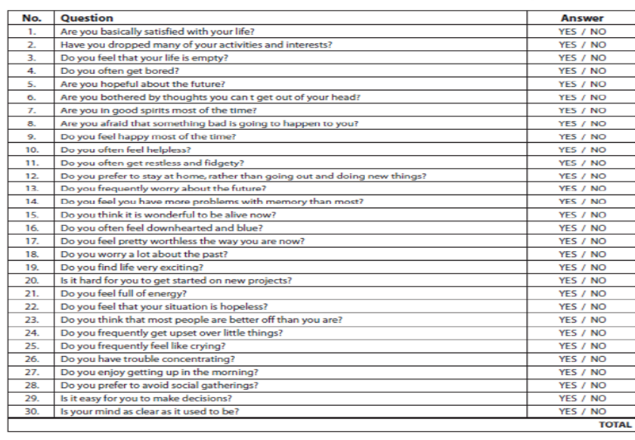 No. Question Answer
1. Are you basically satisfied with your life? YES / NO
2. Have you dropped many of your activities and interests? YES / NO
3. Do you feel that your life is empty? YES / NO
4. Do you often get bored? YES / NO
5. Are you hopeful about the future? YES / NO
6. Are you bothered by thoughts you can t get out of your head? YES / NO
7. Are you in good spirits most of the time? YES / NO
8. Are you afraid that something bad is going to happen to you? YES / NO
9. Do you feel happy most of the time? YES / NO
10. Do you often feel helpless? YES / NO
11. Do you often get restless and fidgety? YES / NO
12. Do you prefer to stay at home, rather than going out and doing new things? YES / NO
13. Do you frequently worry about the future? YES / NO
14. Do you feel you have more problems with memory than most? YES / NO
15. Do you think it is wonderful to be alive now? YES / NO
16. Do you often feel downhearted and blue? YES / NO
17. Do you feel pretty worthless the way you are now? YES / NO
18. Do you worry a lot about the past? YES / NO
19. Do you find life very exciting? YES / NO
20. Is it hard for you to get started on new projects? YES / NO
21. Do you feel full of energy? YES / NO
22. Do you feel that your situation is hopeless? YES / NO
23. Do you think that most people are better off than you are? YES / NO
24. Do you frequently get upset over little things? YES / NO
25. Do you frequently feel like crying? YES / NO
26. Do you have trouble concentrating? YES / NO
27. Do you enjoy getting up in the morning? YES / NO
28. Do you prefer to avoid social gatherings? YES / NO
29. Is it easy for you to make decisions? YES / NO
30. Is your mind as clear as it used to be? YES / NO
TOTAL